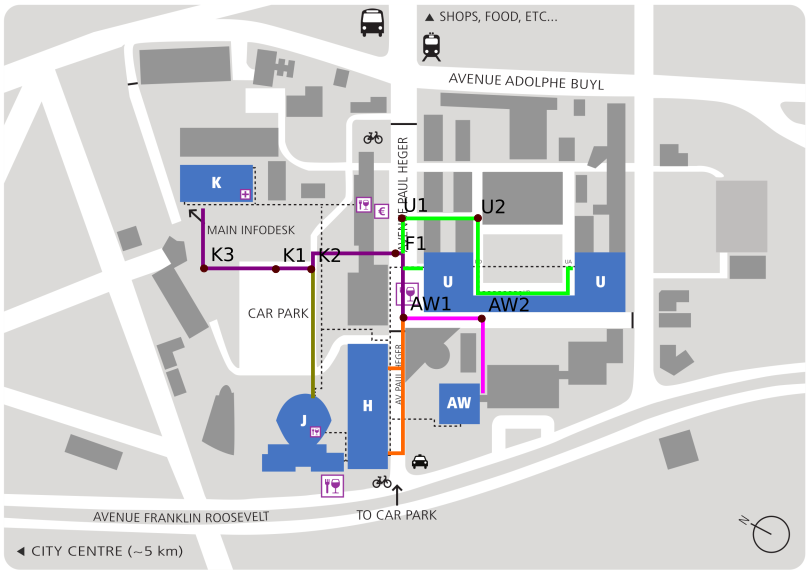 ▲ SHOPS, FOOD, ETC...
AVENUE ADOLPHE BUYL
AVENUE PAUL HEGER
K
€
U1
U2
MAIN INFODESK
F1
K3
K1
K2
UA
U
U
AW1
AW2
CAR PARK
AV. PAUL HEGER
H
AW
J
TO CAR PARK
AVENUE FRANKLIN ROOSEVELT
N
◄ CITY CENTRE (~5 km)